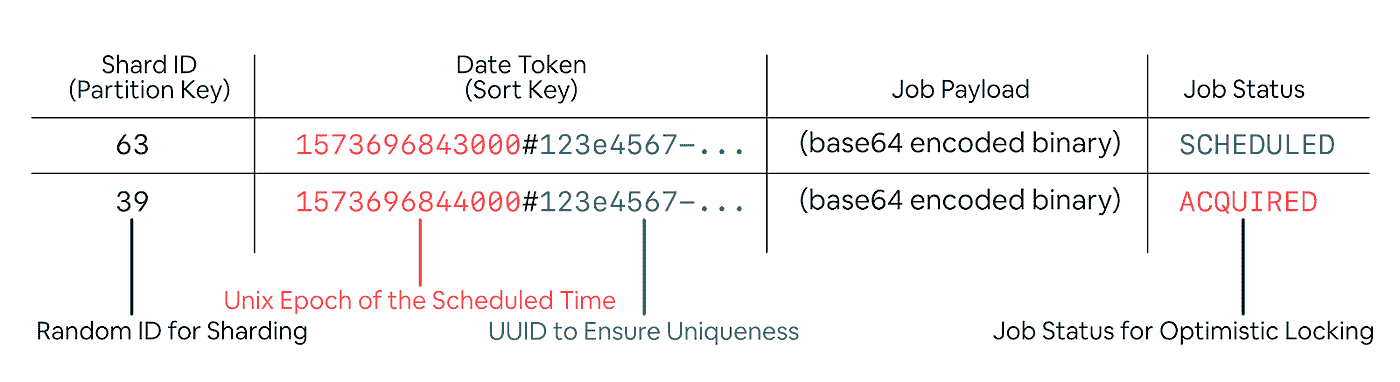 Shard ID
(Partition Key)
Date Token
(Sort Key)
Job Payload
Job Status
63
1573696843000#123e4567-...
(base64 encoded binary)
SCHEDULED
39
1573696844000#123e4567-...
(base64 encoded binary)
ACQUIRED
Unix Epoch of the Scheduled Time
Random ID for Sharding
UUID to Ensure Uniqueness
Job Status for Optimistic Locking